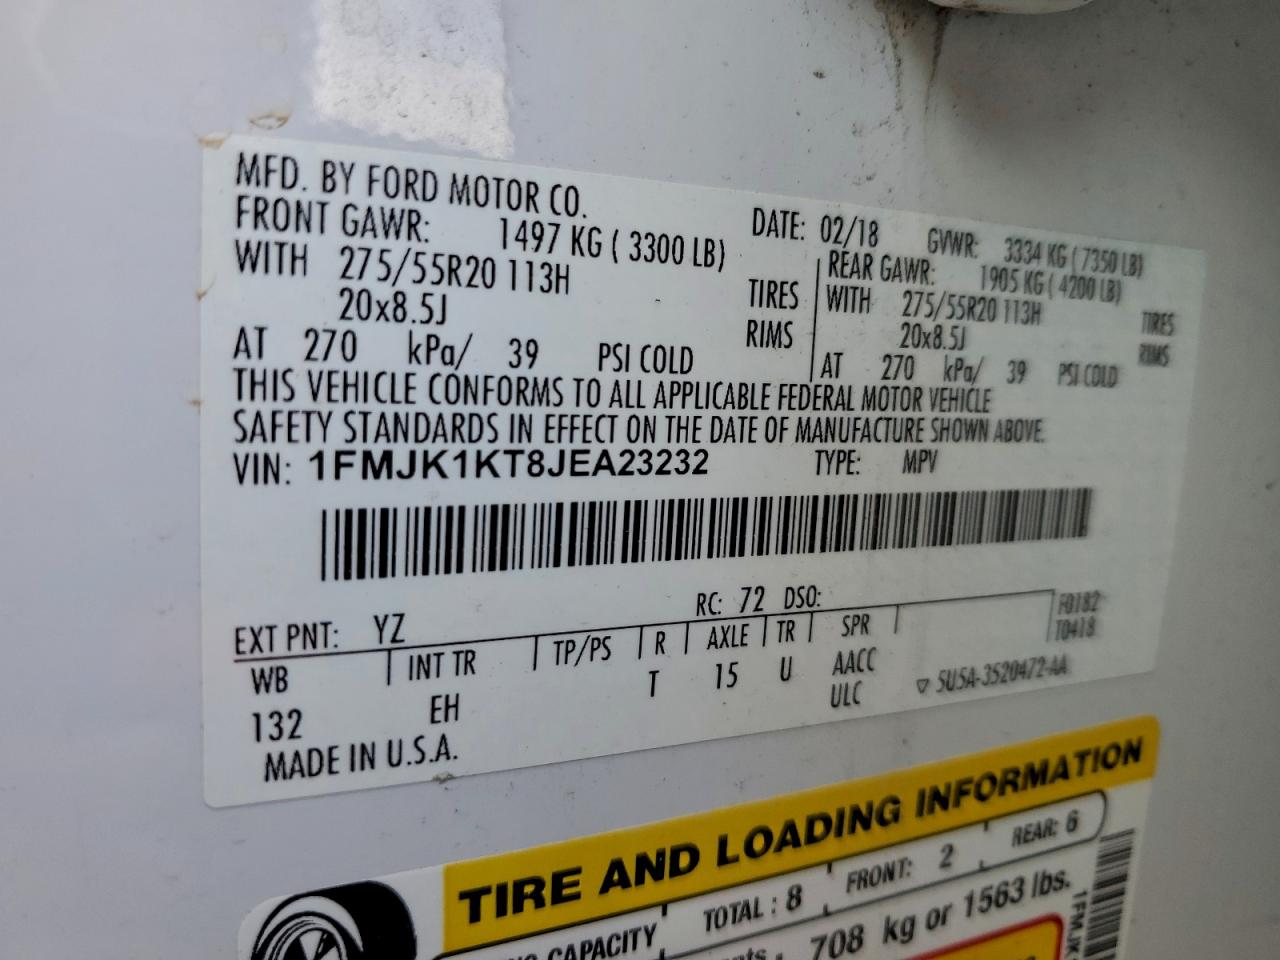 MFD. BY FORD MOTOR CO.
DATE: 02/18 GVWR: 3334 KG ( 7350 LB)
FRONT GAWR: 1497 KG ( 3300 LB)
REAR GAWR: 1905 KG ( 4200 LB)
WITH 275/55R20 113H TIRES
WITH 275/55R20 113H TIRES
20x8.5J RIMS
20x8.5J RIMS
AT 270 kPa/ 39 PSI COLD
AT 270 kPa/ 39 PSI COLD
THIS VEHICLE CONFORMS TO ALL APPLICABLE FEDERAL MOTOR VEHICLE
SAFETY STANDARDS IN EFFECT ON THE DATE OF MANUFACTURE SHOWN ABOVE.
VIN: 1FMJK1KT8JEA23232 TYPE: MPV
EXT PNT: YZ RC: 72 DSO:
F0182
T0418
WB INT TR TP/PS R AXLE TR SPR
132 EH T 15 U AACC
ULC ▽ 5U5A-3520472-AA
MADE IN U.S.A.
TIRE AND LOADING INFORMATION
CAPACITY TOTAL : 8 FRONT: 2 REAR: 6
708 kg or 1563 lbs.